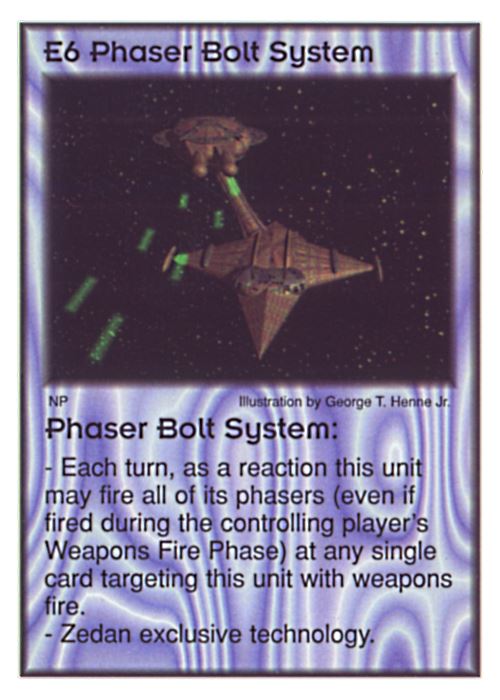 E6 Phaser Bolt System
NP
Illustration by George T. Henne Jr.
Phaser Bolt System:
- Each turn, as a reaction this unit
may fire all of its phasers (even if
fired during the controlling player's
Weapons Fire Phase) at any single
card targeting this unit with weapons
fire.
- Zedan exclusive technology.